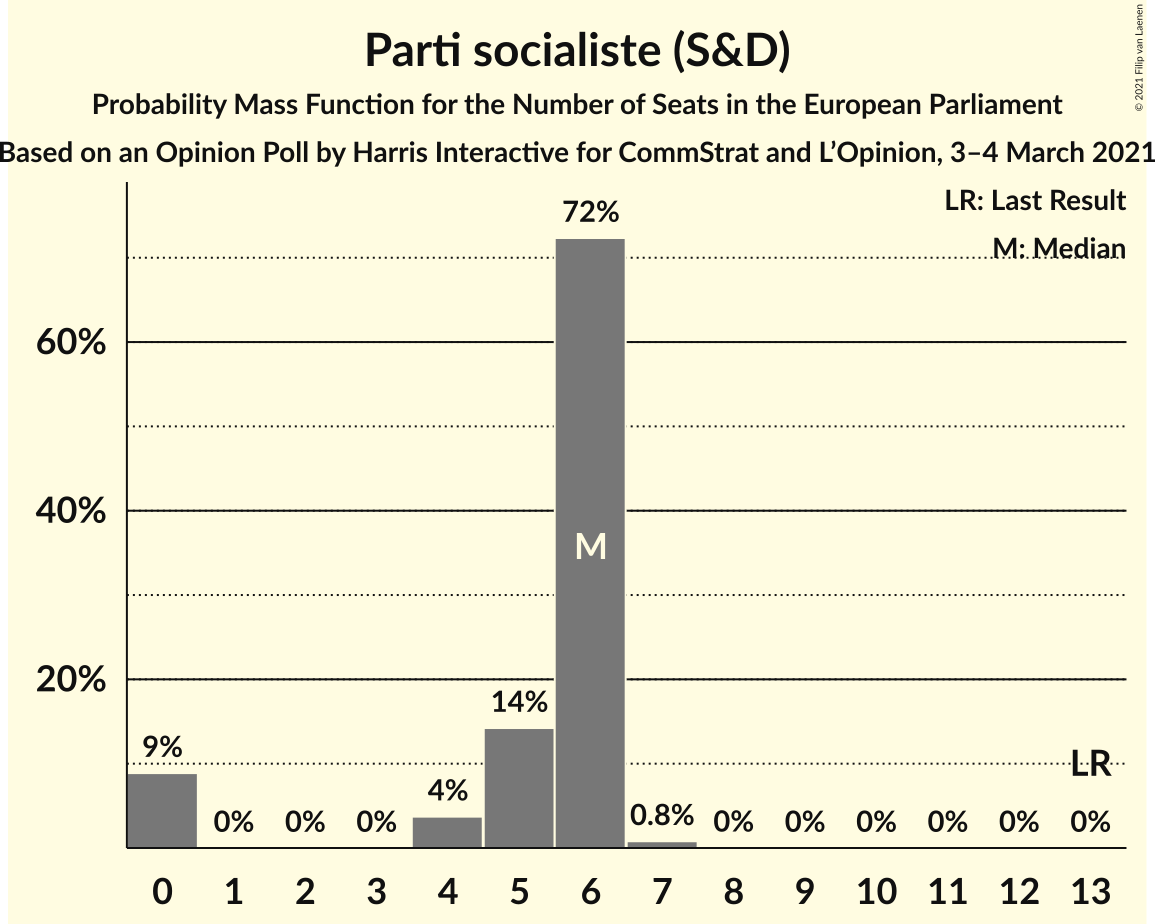 Parti socialiste (S&D)
Probability Mass Function for the Number of Seats in the European Parliament
Based on an Opinion Poll by Harris Interactive for CommStrat and L’Opinion, 3–4 March 2021
© 2021 Filip van Laenen
LR: Last Result
M: Median
72%
60%
40%
M
20%
14%
9%
LR
4%
0% 0% 0% 0.8% 0% 0% 0% 0% 0% 0%
0 1 2 3 4 5 6 7 8 9 10 11 12 13